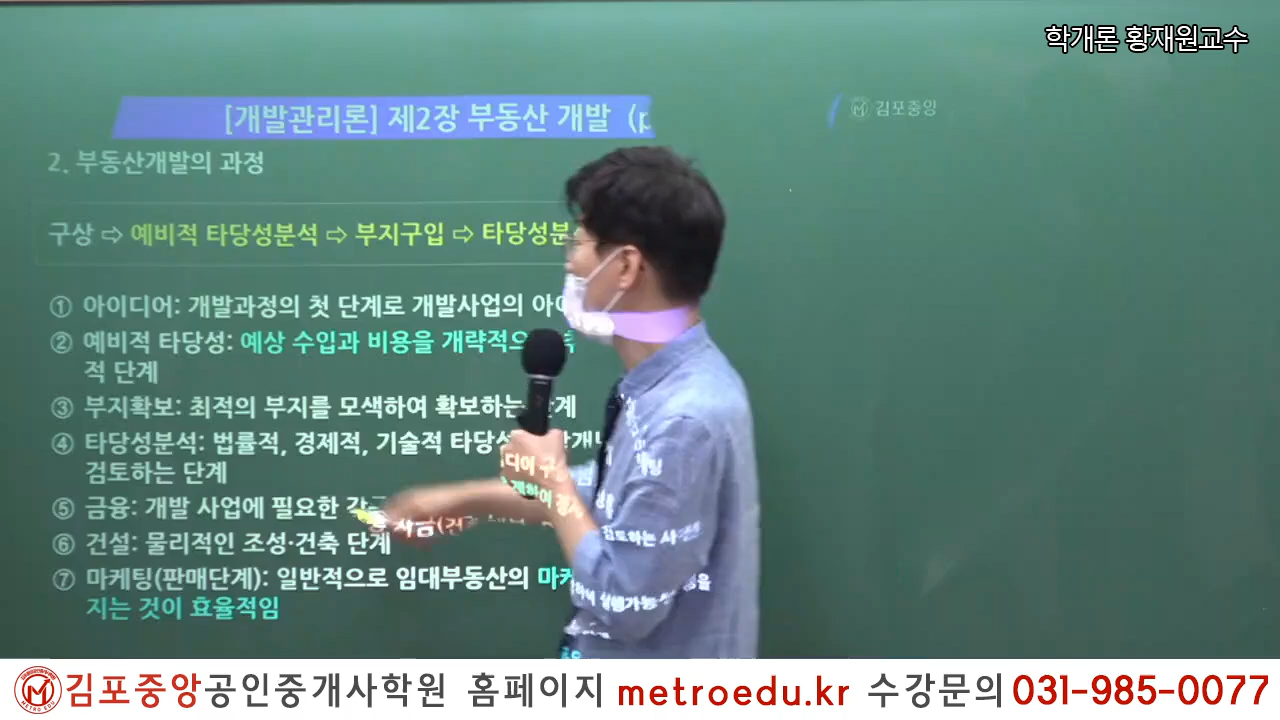 학개론 황재원교수
[개발관리론] 제2장 부동산 개발 (p
김포중앙
2. 부동산개발의 과정
구상 ⇨ 예비적 타당성분석 ⇨ 부지구입 ⇨ 타당성분
① 아이디어: 개발과정의 첫 단계로 개발사업의
② 예비적 타당성: 예상 수입과 비용을 개략적으
적 단계
③ 부지확보: 최적의 부지를 모색하여 확보하는 단계
④ 타당성분석: 법률적, 경제적, 기술적
검토하는 단계
⑤ 금융: 개발 사업에 필요한
⑥ 건설: 물리적인 조성·건축 단계
⑦ 마케팅(판매단계): 일반적으로 임대부동산의
지는 것이 효율적임
METRO EDU 김포중앙공인중개사학원 홈페이지 metroedu.kr 수강문의 031-985-0077